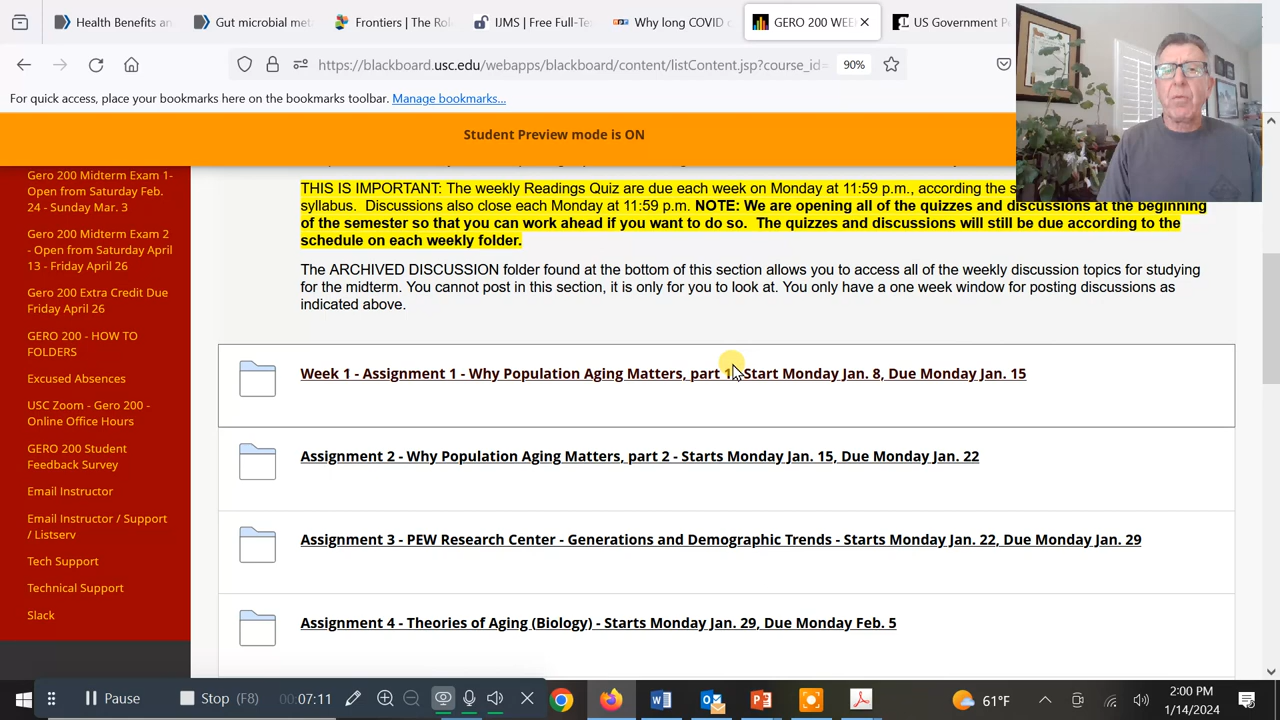 Health Benefits an
Gut microbial met
Frontiers | The Rol
IJMS | Free Full-Te
Why long COVID c
GERO 200 WEE
US Government P
https://blackboard.usc.edu/webapps/blackboard/content/listContent.jsp?course_id=
90%
For quick access, place your bookmarks here on the bookmarks toolbar. Manage bookmarks...
Student Preview mode is ON
Gero 200 Midterm Exam 1-
Open from Saturday Feb.
24 - Sunday Mar. 3
Gero 200 Midterm Exam 2
- Open from Saturday April
13 - Friday April 26
Gero 200 Extra Credit Due
Friday April 26
GERO 200 - HOW TO
FOLDERS
Excused Absences
USC Zoom - Gero 200 -
Online Office Hours
GERO 200 Student
Feedback Survey
Email Instructor
Email Instructor / Support
/ Listserv
Tech Support
Technical Support
Slack
THIS IS IMPORTANT: The weekly Readings Quiz are due each week on Monday at 11:59 p.m., according the s
syllabus. Discussions also close each Monday at 11:59 p.m. NOTE: We are opening all of the quizzes and discussions at the beginning
of the semester so that you can work ahead if you want to do so. The quizzes and discussions will still be due according to the
schedule on each weekly folder.
The ARCHIVED DISCUSSION folder found at the bottom of this section allows you to access all of the weekly discussion topics for studying
for the midterm. You cannot post in this section, it is only for you to look at. You only have a one week window for posting discussions as
indicated above.
Week 1 - Assignment 1 - Why Population Aging Matters, part 1, Start Monday Jan. 8, Due Monday Jan. 15
Assignment 2 - Why Population Aging Matters, part 2 - Starts Monday Jan. 15, Due Monday Jan. 22
Assignment 3 - PEW Research Center - Generations and Demographic Trends - Starts Monday Jan. 22, Due Monday Jan. 29
Assignment 4 - Theories of Aging (Biology) - Starts Monday Jan. 29, Due Monday Feb. 5
Pause
Stop (F8)
00:07:11
61°F
2:00 PM
1/14/2024